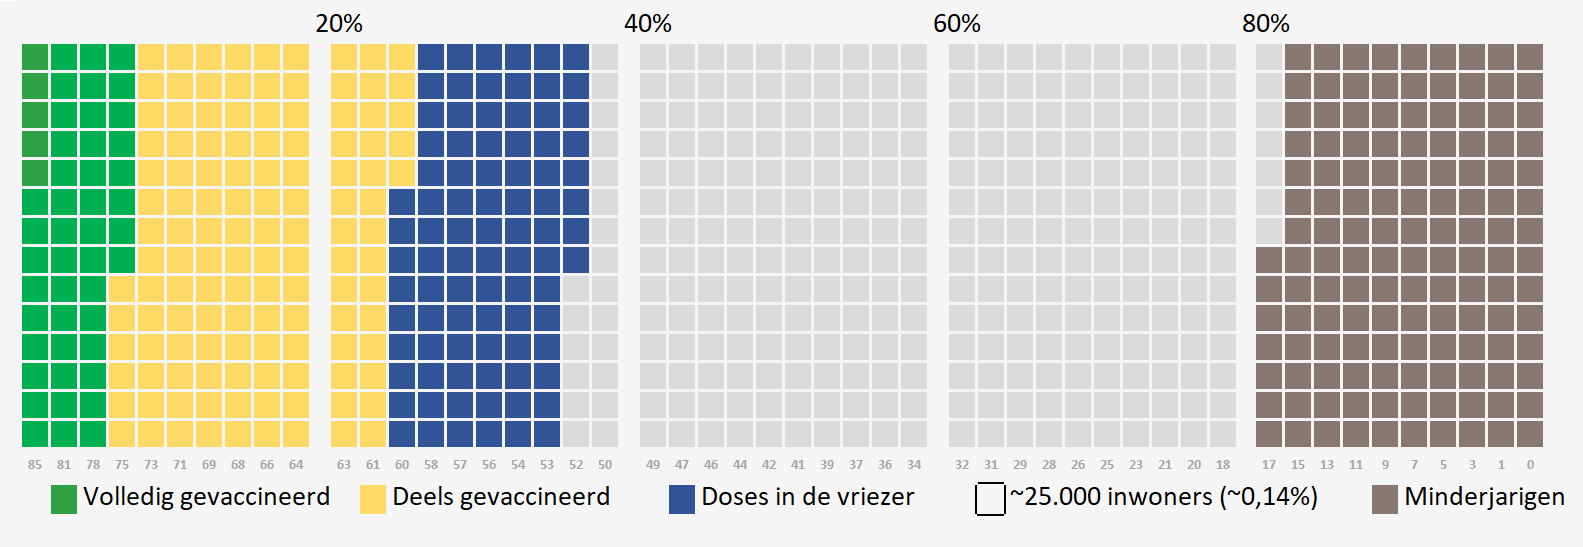 20% 40% 60% 80%
85 81 78 75 73 71 69 68 66 64 63 61 60 58 57 56 54 53 52 50 49 47 46 44 42 41 39 37 36 34 32 31 29 28 26 25 23 21 20 18 17 15 13 11 9 7 5 3 1 0
Volledig gevaccineerd Deels gevaccineerd Doses in de vriezer ~25.000 inwoners (~0,14%) Minderjarigen